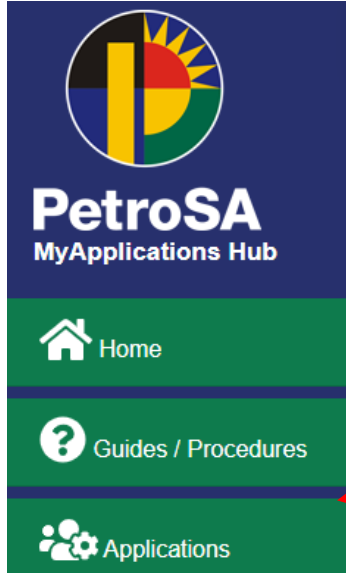 PetroSA
MyApplications Hub
Home
Guides / Procedures
Applications